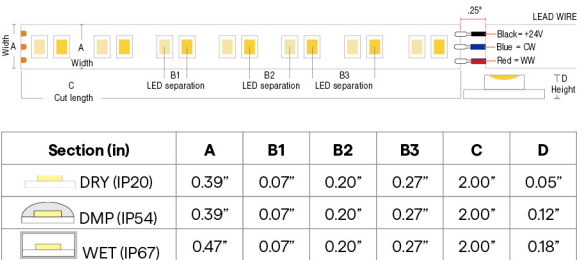 .25"
LEAD WIRE
Width
A
A
Width
Black= +24V
Blue = CW
Red = WW
B1
LED separation
B2
LED separation
B3
LED separation
C
Cut length
D
Height
Section (in) A B1 B2 B3 C D
DRY (IP20) 0.39” 0.07” 0.20” 0.27” 2.00” 0.05”
DMP (IP54) 0.39” 0.07” 0.20” 0.27” 2.00” 0.12”
WET (IP67) 0.47” 0.07” 0.20” 0.27” 2.00” 0.18”